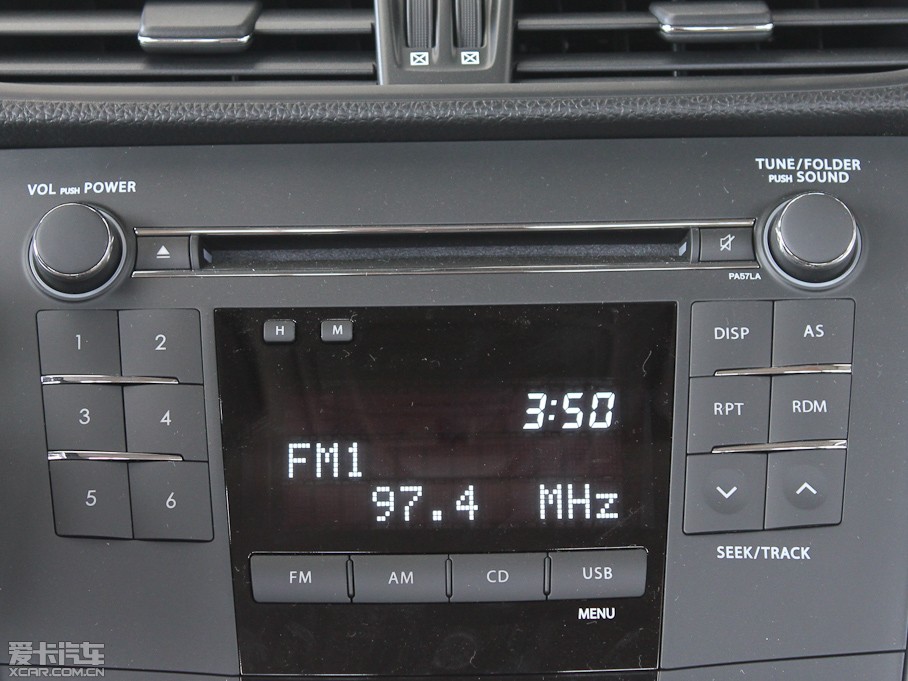 VOL PUSH POWER
TUNE/FOLDER
PUSH SOUND
PA57LA
H M
1 2
3 4
5 6
DISP AS
RPT RDM
3:50
FM1
97.4 MHz
SEEK/TRACK
FM AM CD USB
MENU
爱卡汽车
XCAR.COM.CN